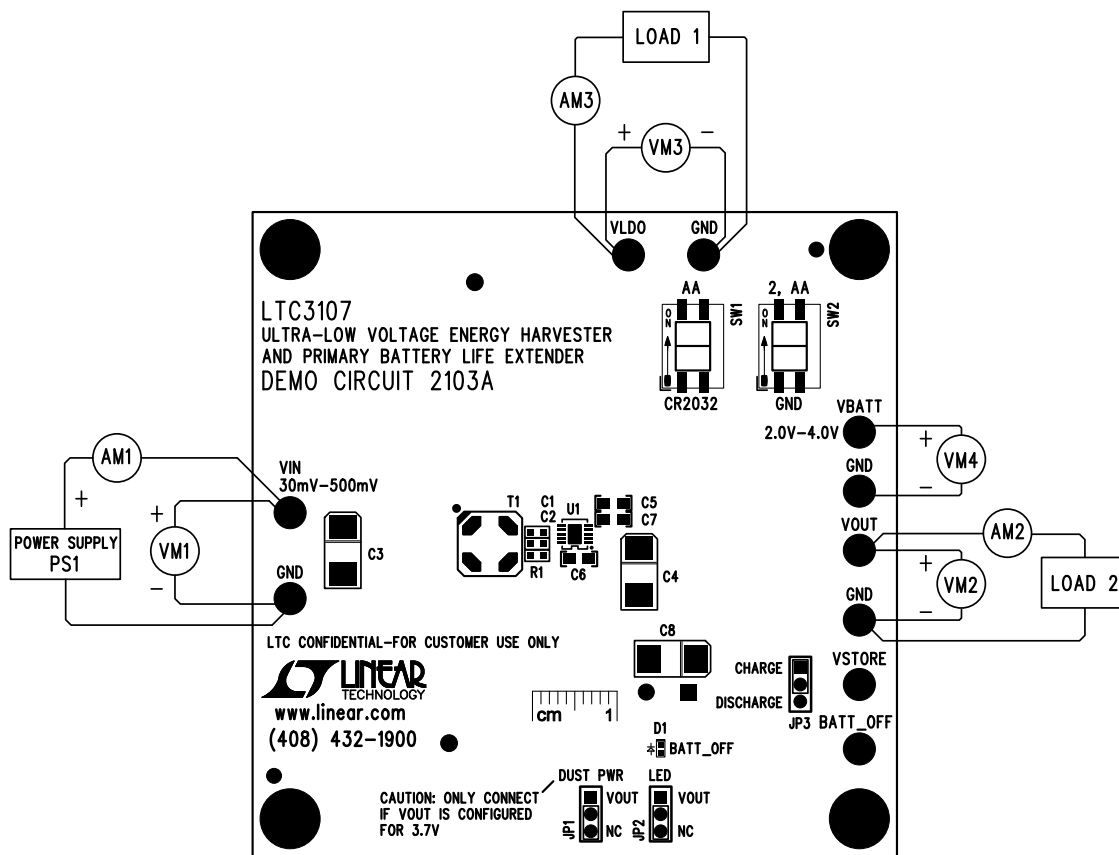 LOAD 1
AM3
+ VM3 -
VLDO GND
AA 2, AA
ON SW1 ON SW2
CR2032 GND
LTC3107
ULTRA-LOW VOLTAGE ENERGY HARVESTER
AND PRIMARY BATTERY LIFE EXTENDER
DEMO CIRCUIT 2103A
VBATT
2.0V-4.0V
+
VM4
-
GND
AM1
+
VIN
30mV-500mV
+
POWER SUPPLY
PS1
VM1
-
GND
C3
T1 C1 U1 C5
C2 C7
R1 C6
C4
VOUT
AM2
+
VM2
-
LOAD 2
GND
LTC CONFIDENTIAL-FOR CUSTOMER USE ONLY
LINEAR
TECHNOLOGY
www.linear.com
(408) 432-1900
C8
cm 1
CHARGE
DISCHARGE
JP3
VSTORE
BATT_OFF
D1
BATT_OFF
DUST PWR LED
CAUTION: ONLY CONNECT
IF VOUT IS CONFIGURED
FOR 3.7V
JP1 VOUT NC
JP2 VOUT NC